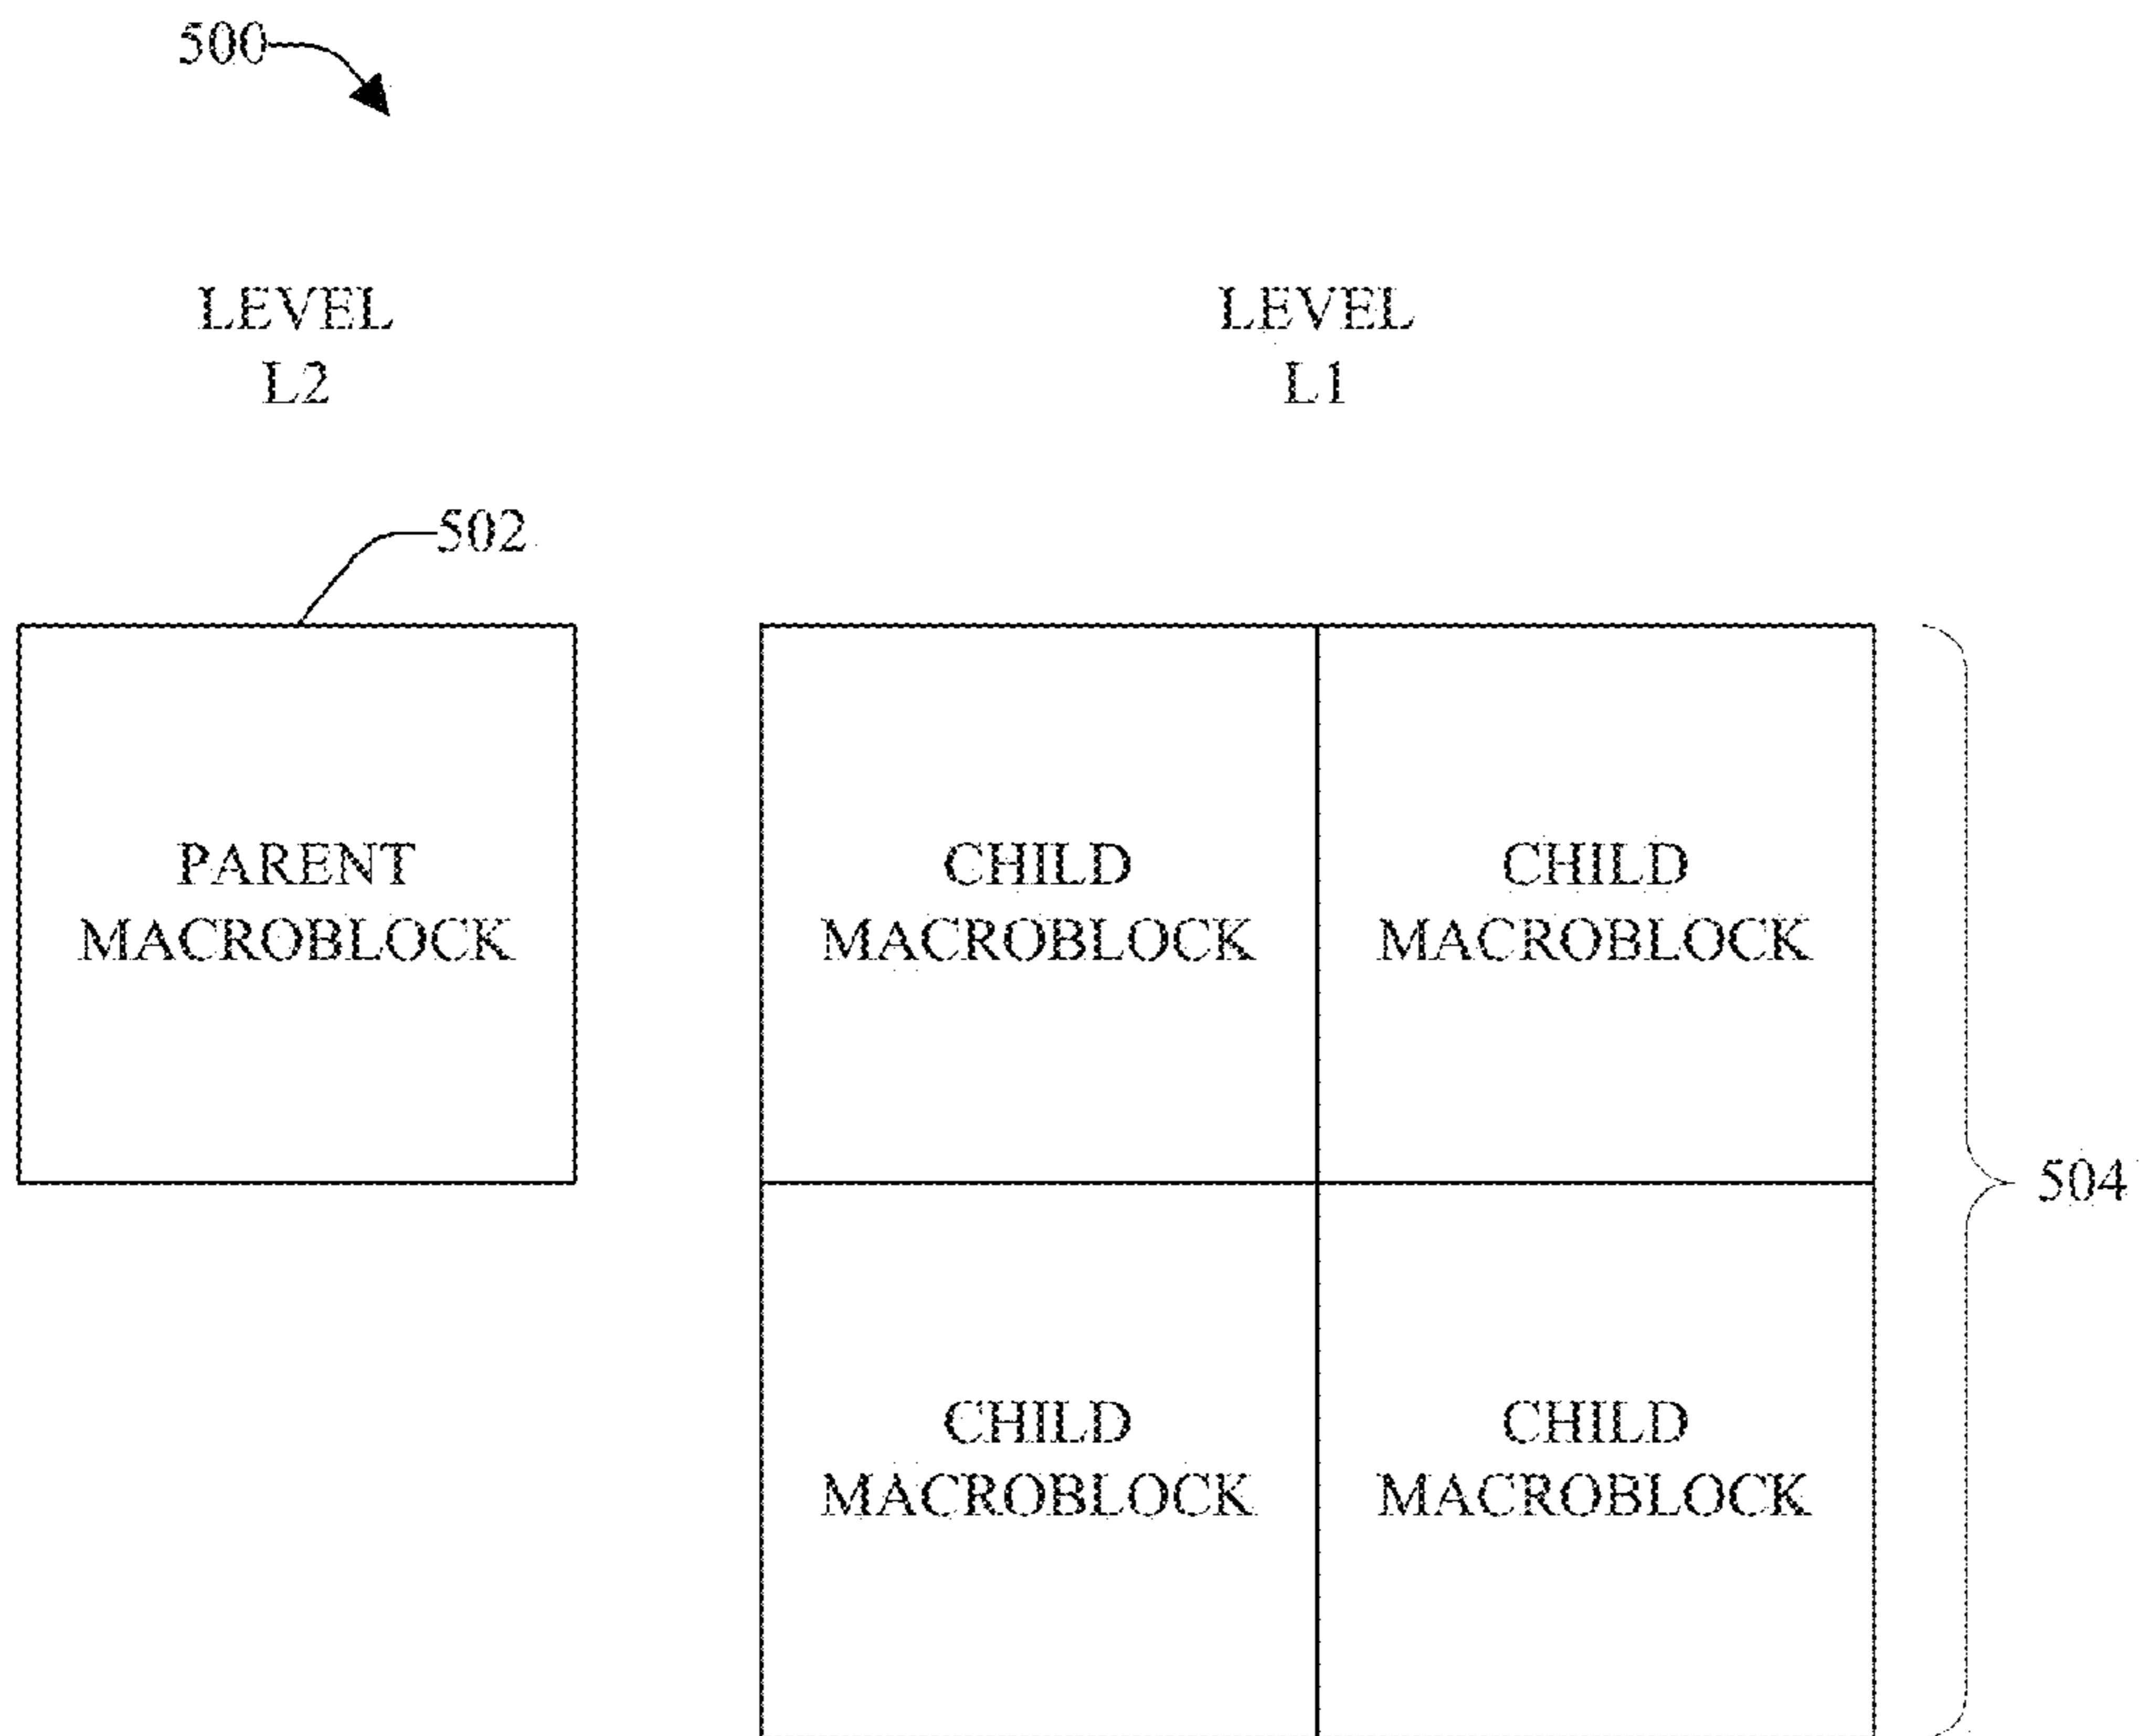 500
LEVEL
L2
LEVEL
L1
502
PARENT
MACROBLOCK
CHILD
MACROBLOCK
CHILD
MACROBLOCK
504
CHILD
MACROBLOCK
CHILD
MACROBLOCK